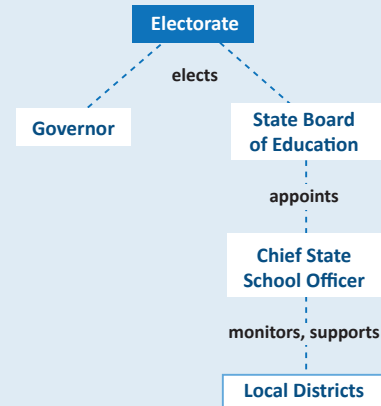 Electorate
elects
Governor
State Board
of Education
appoints
Chief State
School Officer
monitors, supports
Local Districts